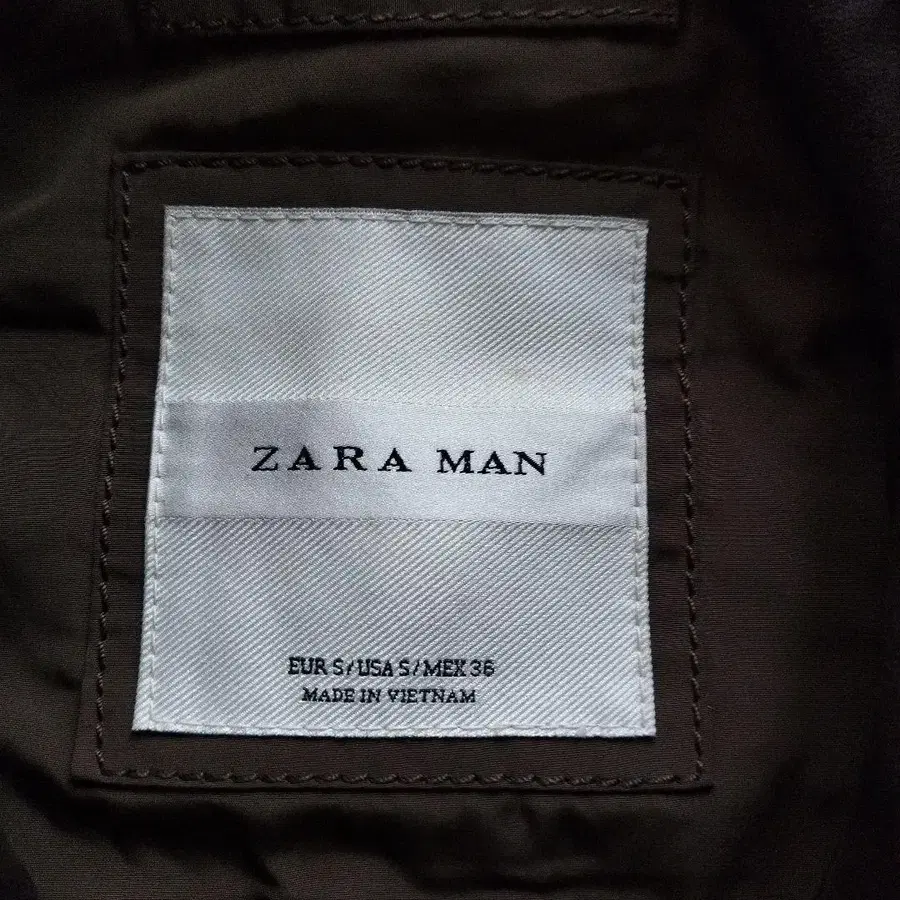 ZARA MAN
EUR S/USA S/MEX 36
MADE IN VIETNAM